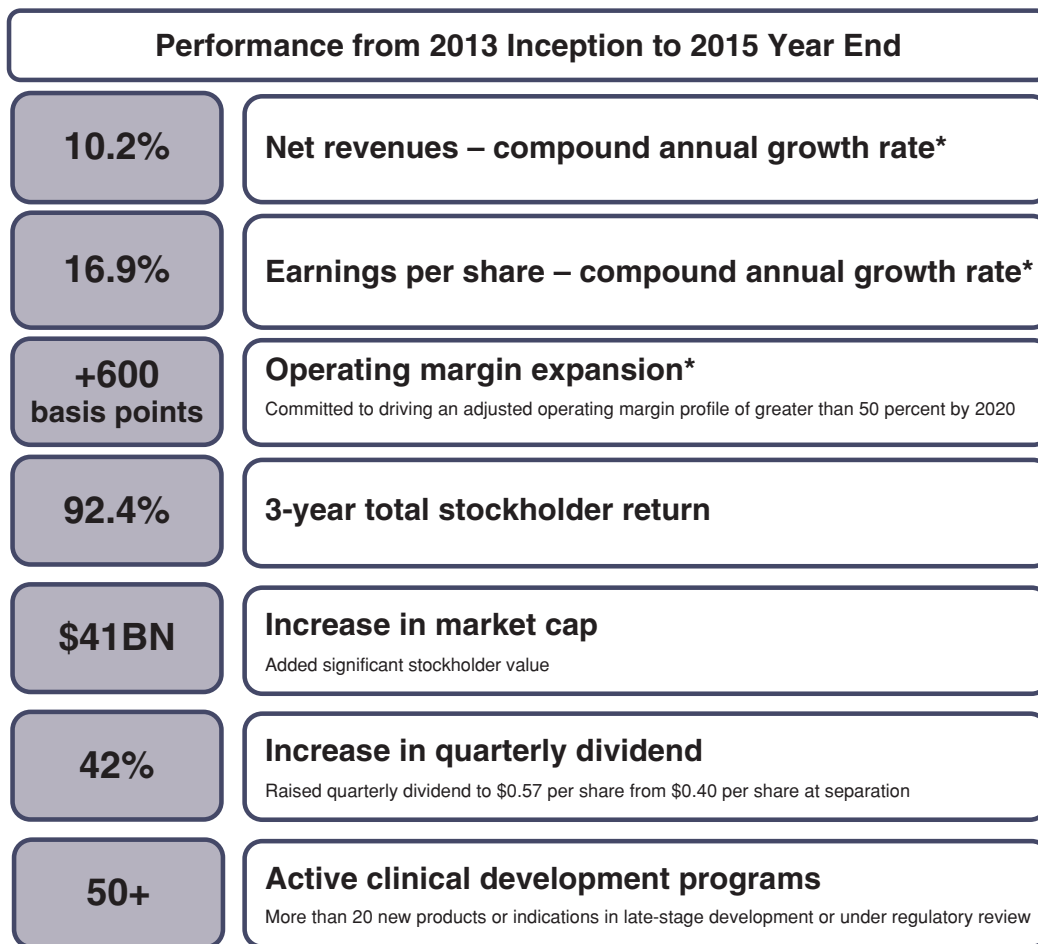 Performance from 2013 Inception to 2015 Year End
10.2%
Net revenues – compound annual growth rate*
16.9%
Earnings per share – compound annual growth rate*
+600
basis points
Operating margin expansion*
Committed to driving an adjusted operating margin profile of greater than 50 percent by 2020
92.4%
3-year total stockholder return
$41BN
Increase in market cap
Added significant stockholder value
42%
Increase in quarterly dividend
Raised quarterly dividend to $0.57 per share from $0.40 per share at separation
50+
Active clinical development programs
More than 20 new products or indications in late-stage development or under regulatory review